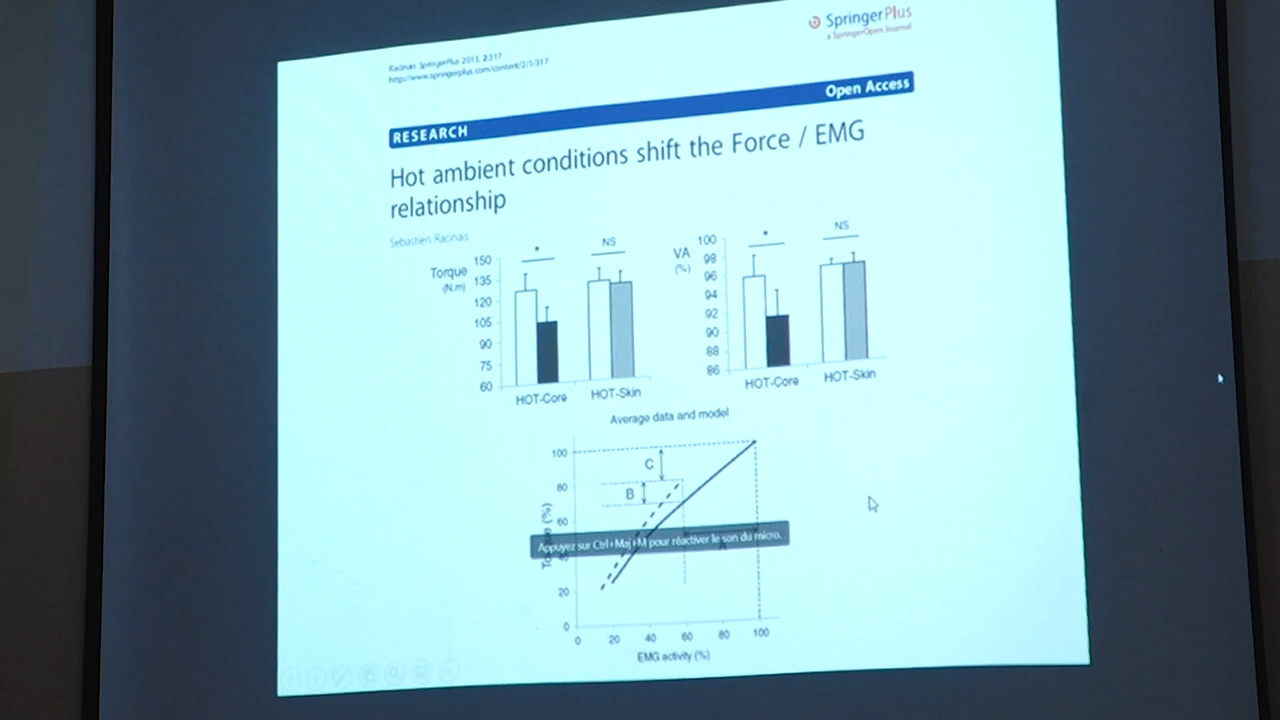 SpringerPlus
a SpringerOpen Journal
Racinais SpringerPlus 2013, 2:317
http://www.springerplus.com/content/2/1/317
RESEARCH
Open Access
Hot ambient conditions shift the Force / EMG
relationship
Sebastien Racinais
Torque
(N.m)
150
135
120
105
90
75
60
*
NS
HOT-Core
HOT-Skin
VA
(%)
100
98
96
94
92
90
88
86
*
NS
HOT-Core
HOT-Skin
Average data and model
100
80
60
20
0
C
B
A
(%)
Appuyez sur Ctrl+Maj+M pour réactiver le son du micro.
0
20
40
60
80
100
EMG activity (%)